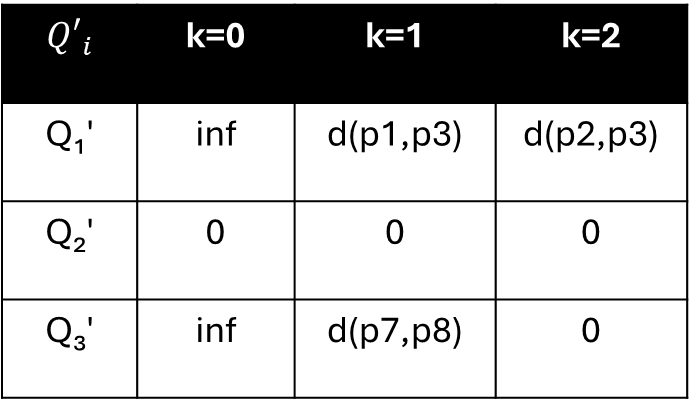 Q'ᵢ k=0 k=1 k=2
Q₁' inf d(p1,p3) d(p2,p3)
Q₂' 0 0 0
Q₃' inf d(p7,p8) 0